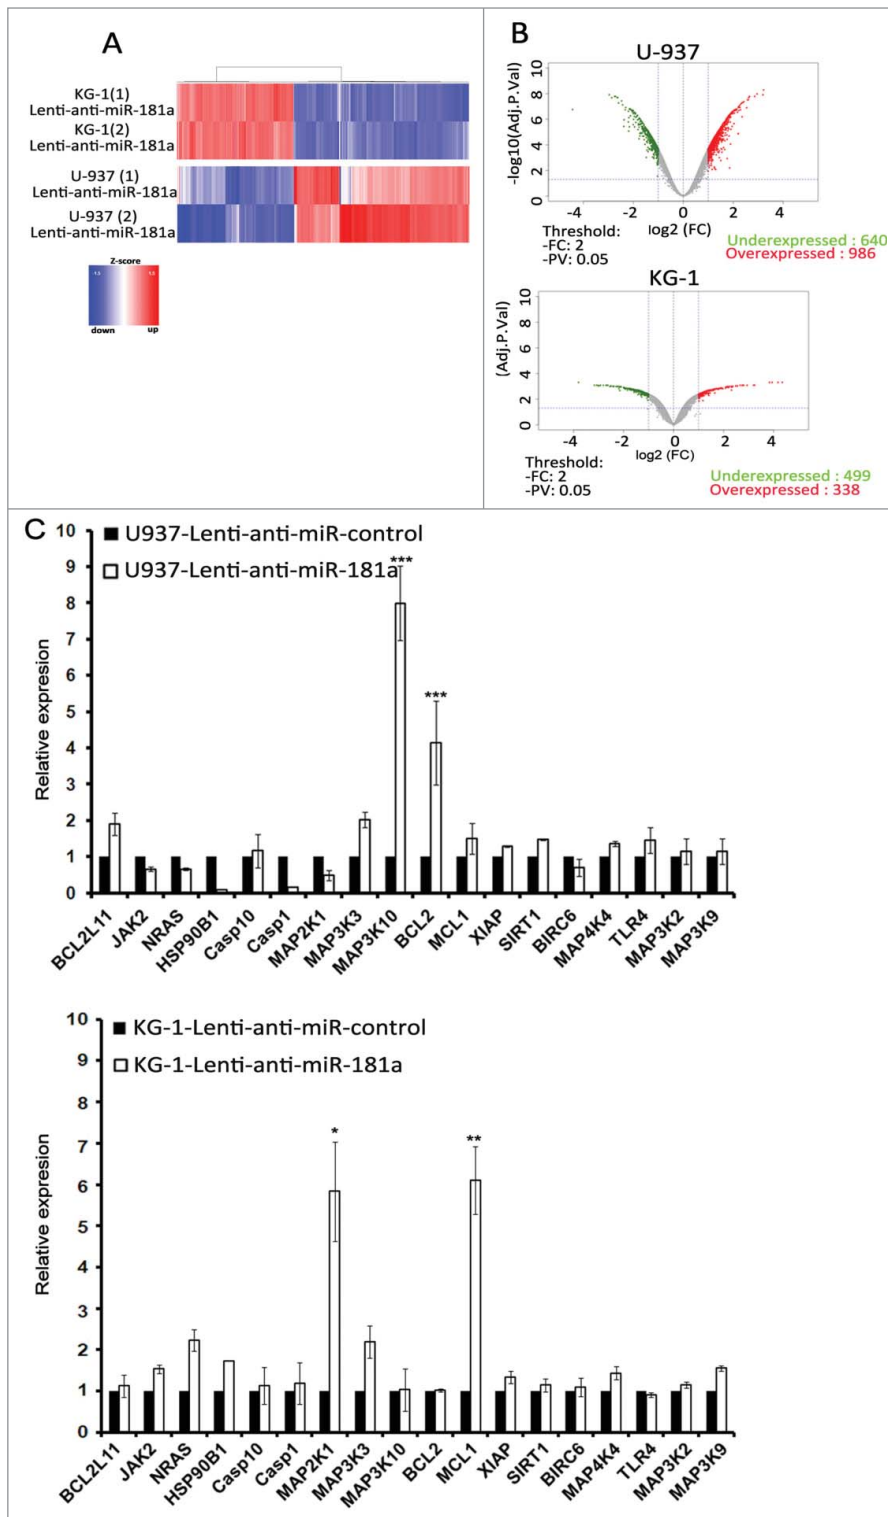 A
KG-1(1)
Lenti-anti-miR-181a
KG-1(2)
Lenti-anti-miR-181a
U-937 (1)
Lenti-anti-miR-181a
U-937 (2)
Lenti-anti-miR-181a
Z-score
down up
B
U-937
10
8
6
4
2
0
-log10(Adj.P.Val)
-4 -2 0 2 4
log2 (FC)
Threshold:
-FC: 2
-PV: 0.05
Underexpressed : 640
Overexpressed : 986
KG-1
10
8
6
4
2
0
(Adj.P.Val)
-4 -2 0 2 4
log2 (FC)
Threshold:
-FC: 2
-PV: 0.05
Underexpressed : 499
Overexpressed : 338
C
U937-Lenti-anti-miR-control
U937-Lenti-anti-miR-181a
***
***
10
9
8
7
6
5
4
3
2
1
0
Relative expresion
BCL2L11
JAK2
NRAS
HSP90B1
Casp10
Casp1
MAP2K1
MAP3K3
MAP3K10
BCL2
MCL1
XIAP
SIRT1
BIRC6
MAP4K4
TLR4
MAP3K2
MAP3K9
KG-1-Lenti-anti-miR-control
KG-1-Lenti-anti-miR-181a
*
**
10
9
8
7
6
5
4
3
2
1
0
Relative expresion
BCL2L11
JAK2
NRAS
HSP90B1
Casp10
Casp1
MAP2K1
MAP3K3
MAP3K10
BCL2
MCL1
XIAP
SIRT1
BIRC6
MAP4K4
TLR4
MAP3K2
MAP3K9